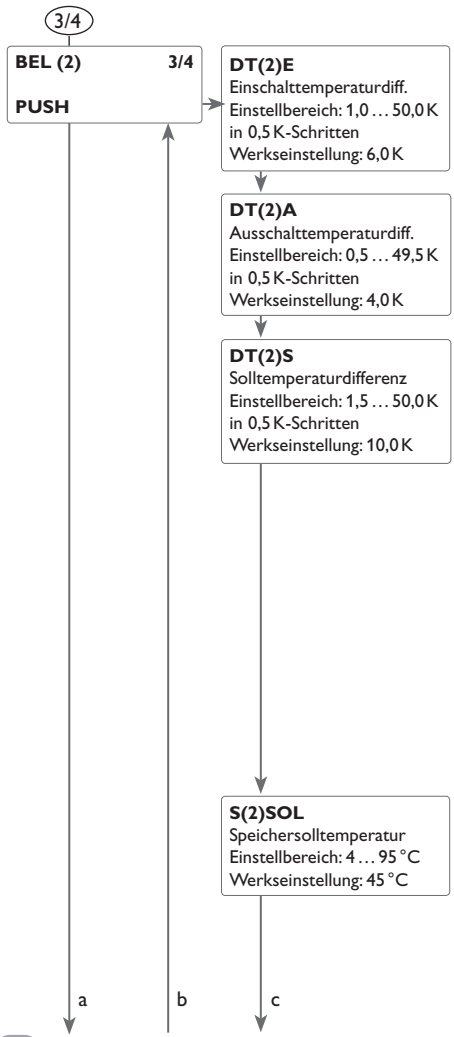 3/4
BEL (2) 3/4
PUSH
DT(2)E
Einschalttemperaturdiff.
Einstellbereich: 1,0 … 50,0 K
in 0,5 K-Schritten
Werkseinstellung: 6,0 K
DT(2)A
Ausschalttemperaturdiff.
Einstellbereich: 0,5 … 49,5 K
in 0,5 K-Schritten
Werkseinstellung: 4,0 K
DT(2)S
Solltemperaturdifferenz
Einstellbereich: 1,5 … 50,0 K
in 0,5 K-Schritten
Werkseinstellung: 10,0 K
S(2)SOL
Speichersolltemperatur
Einstellbereich: 4 … 95 °C
Werkseinstellung: 45 °C
a b c